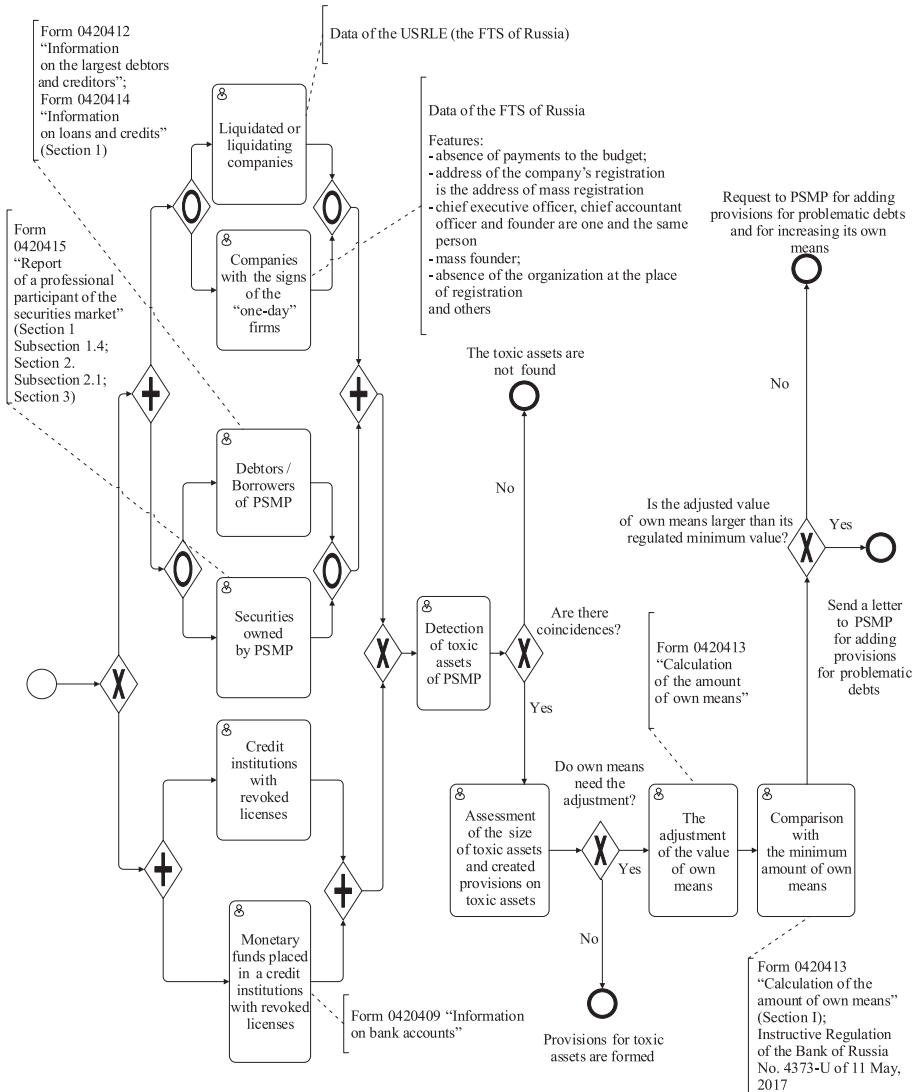 Form 0420412
“Information
on the largest debtors
and creditors”;
Form 0420414
“Information
on loans and credits”
(Section 1)
Data of the USRLE (the FTS of Russia)
Liquidated or
liquidating
companies
Data of the FTS of Russia
Features:
- absence of payments to the budget;
- address of the company’s registration
is the address of mass registration
- chief executive officer, chief accountant
officer and founder are one and the same
person
- mass founder;
- absence of the organization at the place
of registration
and others
Form
0420415
“Report
of a professional
participant of the
securities market”
(Section 1
Subsection 1.4;
Section 2.
Subsection 2.1;
Section 3)
Companies
with the signs
of the
“one-day”
firms
Request to PSMP for adding
provisions for problematic debts
and for increasing its own
means
The toxic assets are
not found
No
Debtors /
Borrowers
of PSMP
No
Is the adjusted value
of own means larger than its
regulated minimum value?
Yes
Securities
owned
by PSMP
Detection
of toxic
assets
of PSMP
Are there
coincidences?
Yes
Form 0420413
“Calculation
of the amount
of own means”
Send a letter
to PSMP
for adding
provisions
for problematic
debts
Credit
institutions
with
revoked
licenses
Do own means
need the
adjustment?
Assessment
of the size
of toxic assets
and created
provisions on
toxic assets
Yes
The
adjustment
of the value
of own
means
Comparison
with
the minimum
amount of own
means
No
Monetary
funds placed
in a credit
institutions
with revoked
licenses
Form 0420409 “Information
on bank accounts”
Provisions for toxic
assets are formed
Form 0420413
“Calculation of the
amount of own means”
(Section I);
Instructive Regulation
of the Bank of Russia
No. 4373-U of 11 May,
2017